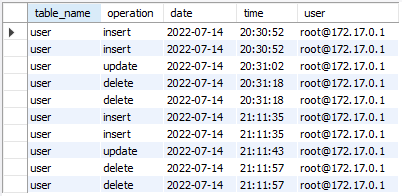 table_name operation date time user
user insert 2022-07-14 20:30:52 root@172.17.0.1
user insert 2022-07-14 20:30:52 root@172.17.0.1
user update 2022-07-14 20:31:02 root@172.17.0.1
user delete 2022-07-14 20:31:18 root@172.17.0.1
user delete 2022-07-14 20:31:18 root@172.17.0.1
user insert 2022-07-14 21:11:35 root@172.17.0.1
user insert 2022-07-14 21:11:35 root@172.17.0.1
user update 2022-07-14 21:11:43 root@172.17.0.1
user delete 2022-07-14 21:11:57 root@172.17.0.1
user delete 2022-07-14 21:11:57 root@172.17.0.1